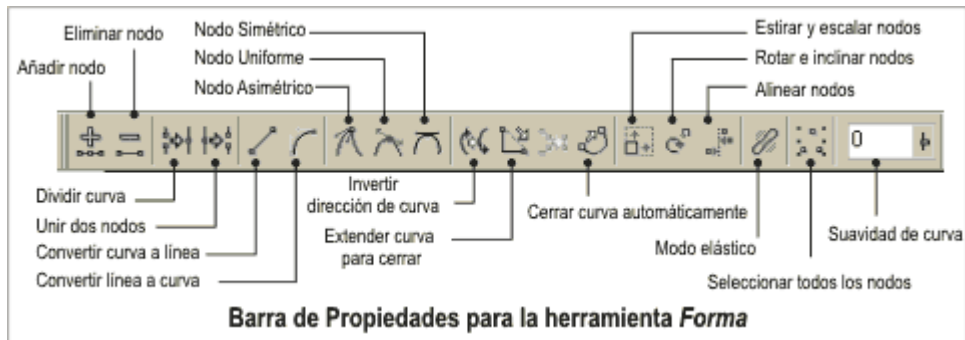 Eliminar nodo
Añadir nodo
Nodo Simétrico
Nodo Uniforme
Nodo Asimétrico
Estirar y escalar nodos
Rotar e inclinar nodos
Alinear nodos
0
Dividir curva
Unir dos nodos
Convertir curva a línea
Convertir línea a curva
Invertir
dirección de curva
Extender curva
para cerrar
Cerrar curva automáticamente
Modo elástico
Seleccionar todos los nodos
Suavidad de curva
Barra de Propiedades para la herramienta Forma